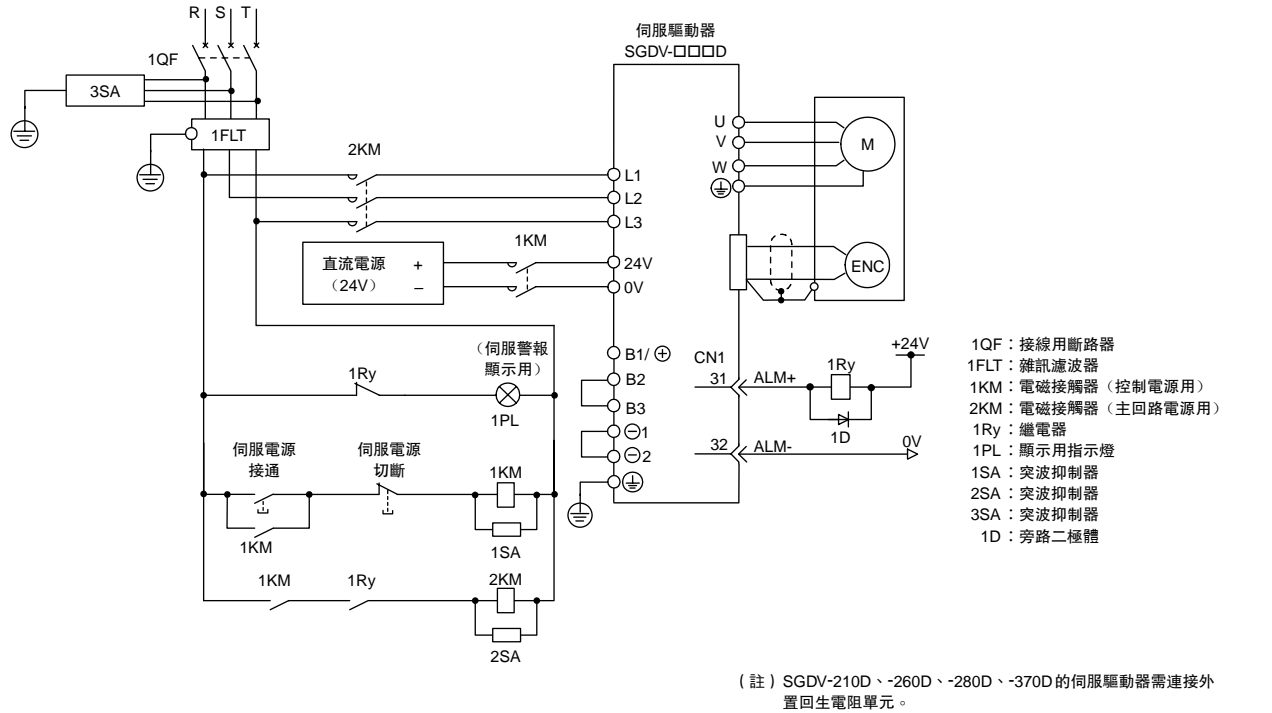 R S T
1QF
3SA
1FLT
2KM
伺服驅動器
SGDV-□□□D
U
V
W
M
L1
L2
L3
1KM
直流電源
（24V）
+
−
24V
0V
ENC
B1/⊕
B2
B3
⊖1
⊖2
CN1
31
ALM+
1Ry
+24V
1D
32
ALM-
0V
（伺服警報
顯示用）
1Ry
1PL
伺服電源
接通
伺服電源
切斷
1KM
1KM
1SA
1KM
1Ry
2KM
2SA
1QF：接線用斷路器
1FLT：雜訊濾波器
1KM：電磁接觸器（控制電源用）
2KM：電磁接觸器（主回路電源用）
1Ry：繼電器
1PL：顯示用指示燈
1SA：突波抑制器
2SA：突波抑制器
3SA：突波抑制器
1D：旁路二極體
（註）SGDV-210D、-260D、-280D、-370D的伺服驅動器需連接外
置回生電阻單元。